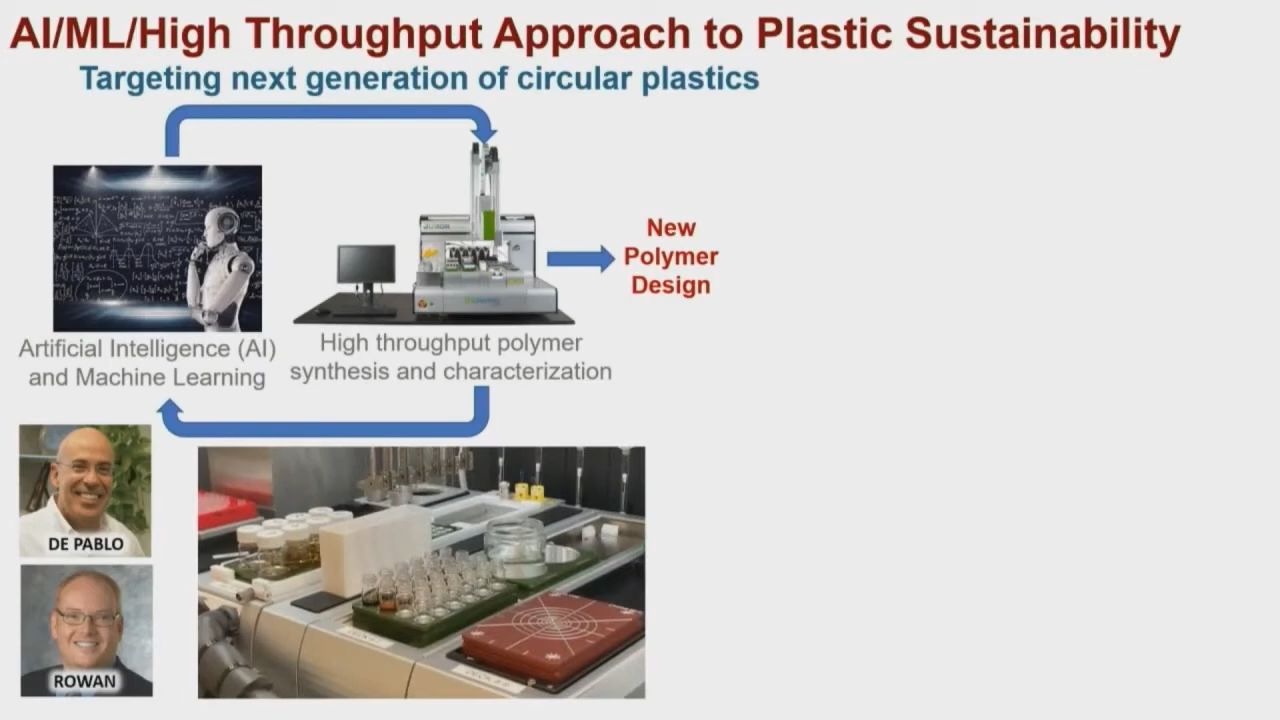 AI/ML/High Throughput Approach to Plastic Sustainability
Targeting next generation of circular plastics
New
Polymer
Design
Artificial Intelligence (AI)
and Machine Learning
High throughput polymer
synthesis and characterization
DE PABLO
ROWAN